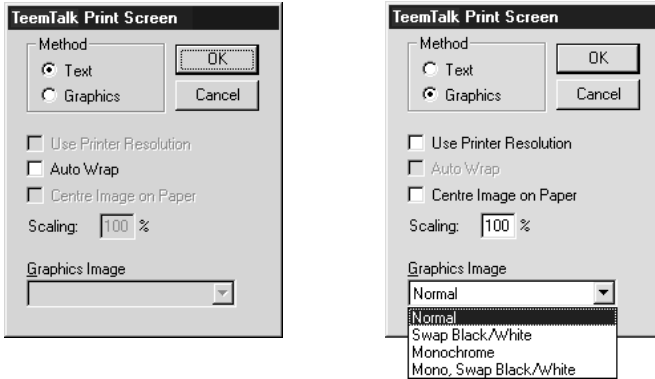 TeemTalk Print Screen
Method
Text
Graphics
OK
Cancel
Use Printer Resolution
Auto Wrap
Centre Image on Paper
Scaling: 100 %
Graphics Image
TeemTalk Print Screen
Method
Text
Graphics
OK
Cancel
Use Printer Resolution
Auto Wrap
Centre Image on Paper
Scaling: 100 %
Graphics Image
Normal
Normal
Swap Black/White
Monochrome
Mono, Swap Black/White